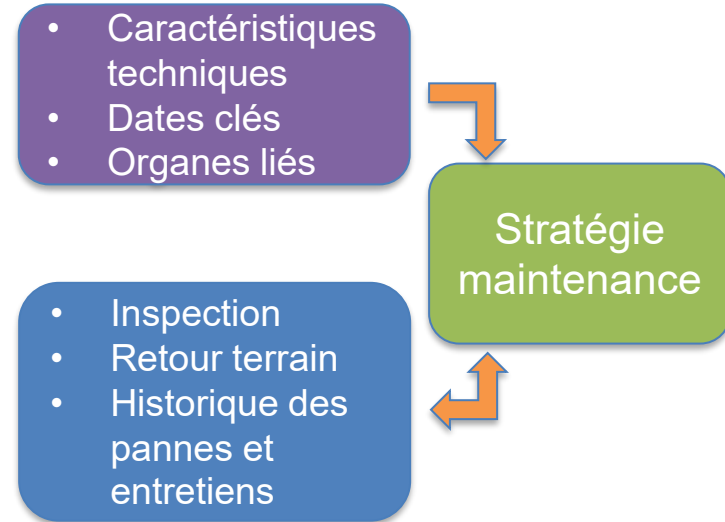 • Caractéristiques
techniques
• Dates clés
• Organes liés
Stratégie
maintenance
• Inspection
• Retour terrain
• Historique des
pannes et
entretiens